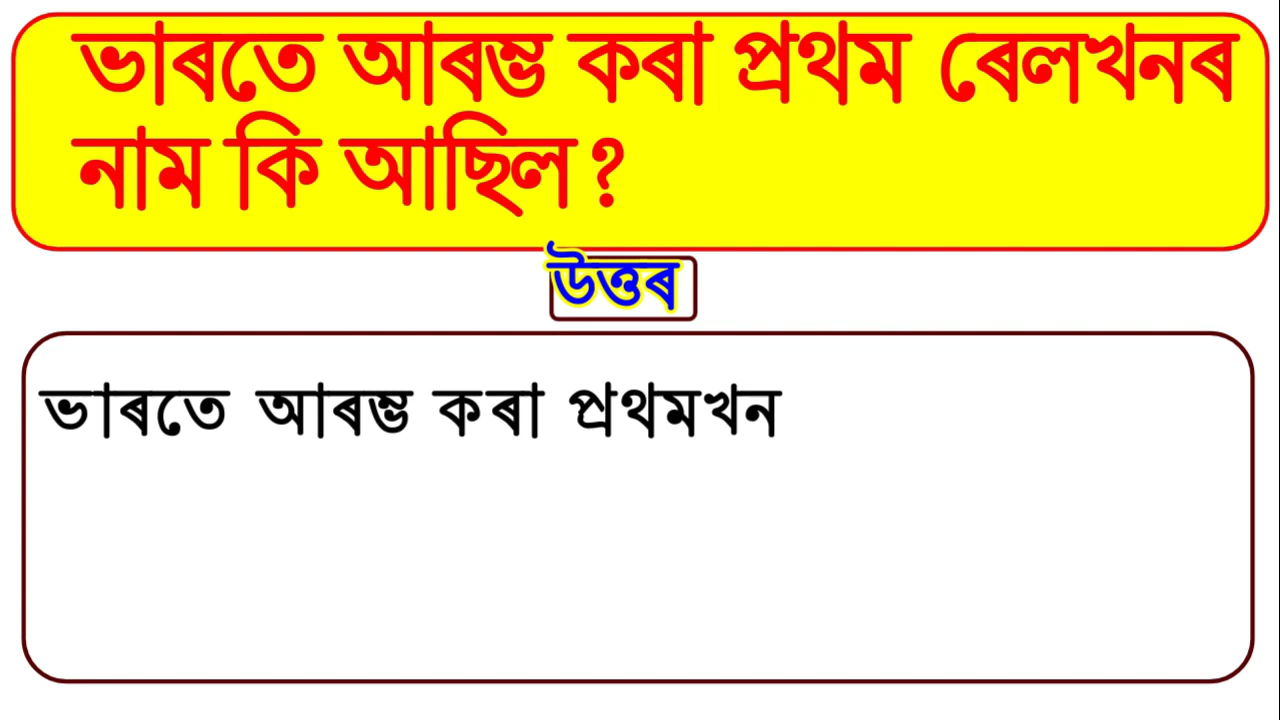 ভাৰতে আৰম্ভ কৰা প্ৰথম ৰেলখনৰ
নাম কি আছিল?
উত্তৰ
ভাৰতে আৰম্ভ কৰা প্ৰথমখন